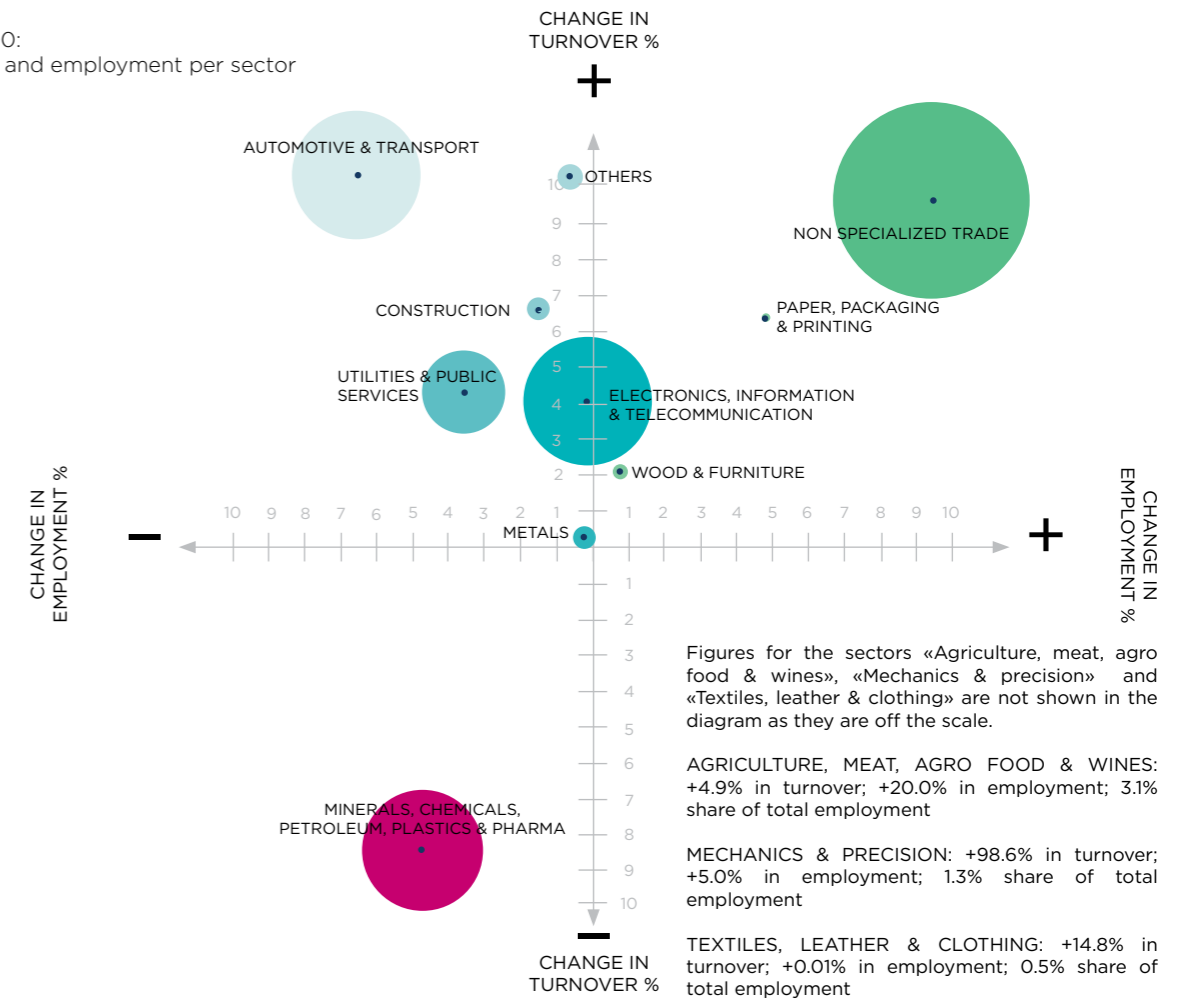 CHANGE IN
TURNOVER %
+
0:
and employment per sector
AUTOMOTIVE & TRANSPORT
OTHERS
NON SPECIALIZED TRADE
CONSTRUCTION
PAPER, PACKAGING
& PRINTING
UTILITIES & PUBLIC
SERVICES
ELECTRONICS, INFORMATION
& TELECOMMUNICATION
WOOD & FURNITURE
METALS
10
9
8
7
6
5
4
3
2
CHANGE IN
EMPLOYMENT %
−
10 9 8 7 6 5 4 3 2 1 1 2 3 4 5 6 7 8 9 10
+
CHANGE IN
EMPLOYMENT %
1
2
3
4
5
6
7
8
9
10
MINERALS, CHEMICALS,
PETROLEUM, PLASTICS & PHARMA
−
CHANGE IN
TURNOVER %
Figures for the sectors «Agriculture, meat, agro
food & wines», «Mechanics & precision» and
«Textiles, leather & clothing» are not shown in the
diagram as they are off the scale.
AGRICULTURE, MEAT, AGRO FOOD & WINES:
+4.9% in turnover; +20.0% in employment; 3.1%
share of total employment
MECHANICS & PRECISION: +98.6% in turnover;
+5.0% in employment; 1.3% share of total
employment
TEXTILES, LEATHER & CLOTHING: +14.8% in
turnover; +0.01% in employment; 0.5% share of
total employment